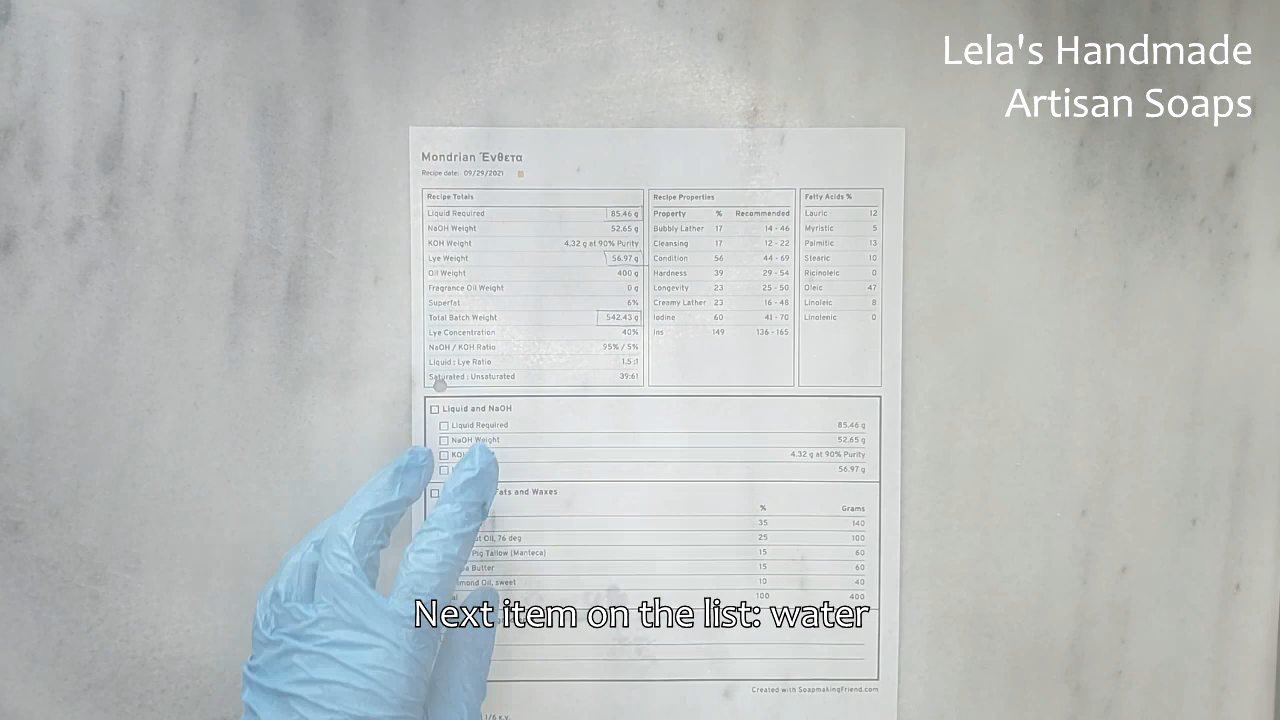 Lela's Handmade
Artisan Soaps
Mondrian Ένθετα
Recipe date: 09/29/2021
Recipe Totals
Liquid Required 85.46 g
NaOH Weight 52.65 g
KOH Weight 4.32 g at 90% Purity
Lye Weight 56.97 g
Oil Weight 400 g
Fragrance Oil Weight 0 g
Superfat 6%
Total Batch Weight 542.43 g
Lye Concentration 40%
NaOH / KOH Ratio 95% / 5%
Liquid : Lye Ratio 1.5 :1
Saturated : Unsaturated 39:61
Recipe Properties
Property % Recommended
Bubbly Lather 17 14 - 46
Cleansing 17 12 - 22
Condition 56 44 - 69
Hardness 39 29 - 54
Longevity 23 25 - 50
Creamy Lather 23 16 - 48
Iodine 60 41 - 70
Ins 149 136 - 165
Fatty Acids %
Lauric 12
Myristic 5
Palmitic 13
Stearic 10
Ricinoleic 0
Oleic 47
Linoleic 8
Linolenic 0
Liquid and NaOH
Liquid Required 85.46 g
NaOH Weight 52.65 g
4.32 g at 90% Purity
56.97 g
Fats and Waxes
% Grams
35 140
Oil, 76 deg 25 100
Pig Tallow (Manteca) 15 60
Butter 15 60
Oil, sweet 10 40
100 400
Next item on the list: water
Created with SoapmakingFriend.com